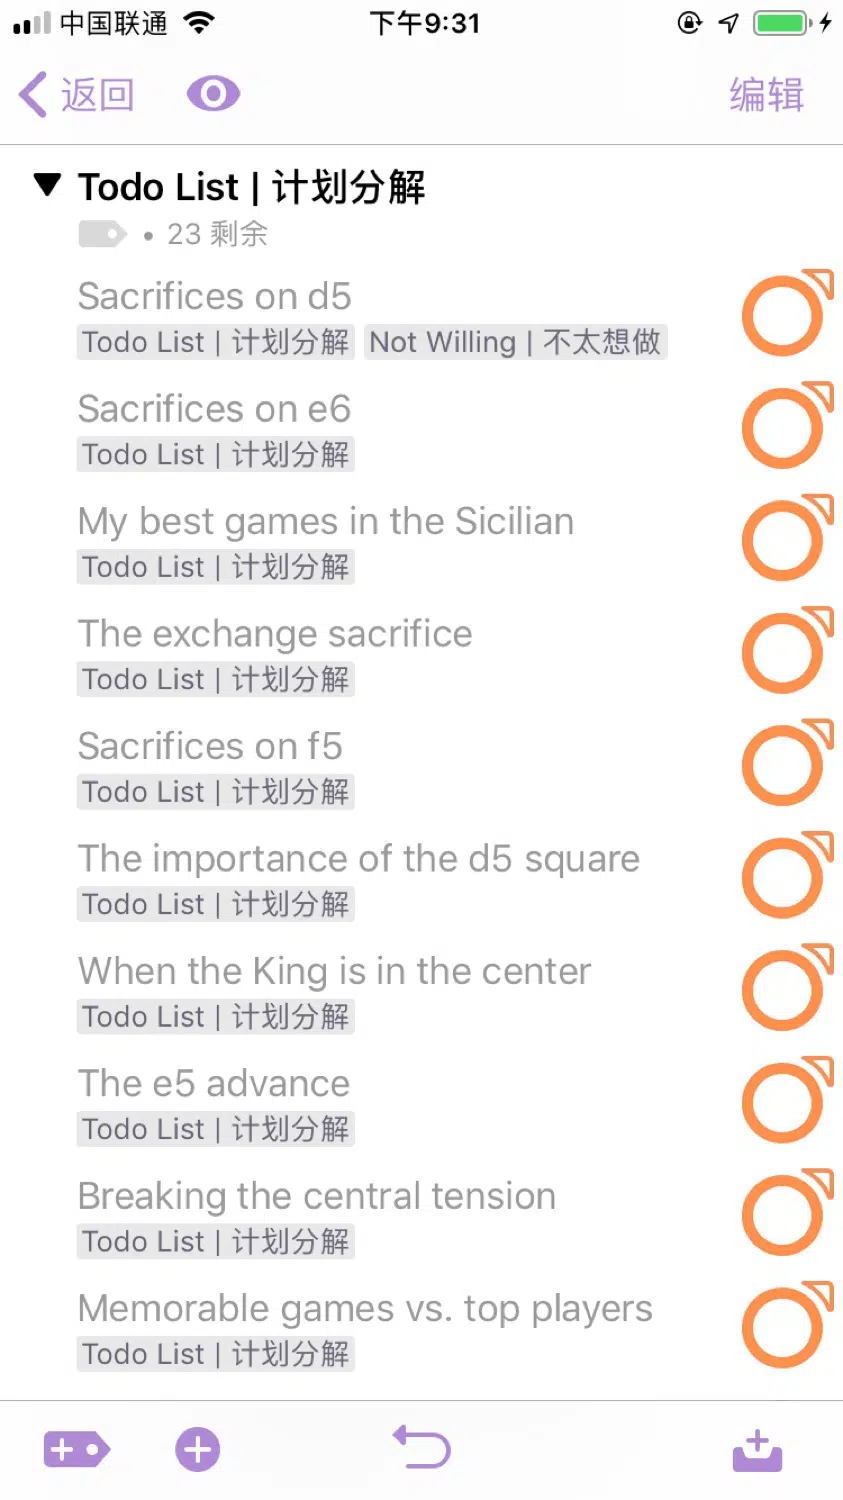 中国联通 下午9:31
返回 编辑
Todo List | 计划分解
• 23 剩余
Sacrifices on d5
Todo List | 计划分解 Not Willing | 不太想做
Sacrifices on e6
Todo List | 计划分解
My best games in the Sicilian
Todo List | 计划分解
The exchange sacrifice
Todo List | 计划分解
Sacrifices on f5
Todo List | 计划分解
The importance of the d5 square
Todo List | 计划分解
When the King is in the center
Todo List | 计划分解
The e5 advance
Todo List | 计划分解
Breaking the central tension
Todo List | 计划分解
Memorable games vs. top players
Todo List | 计划分解